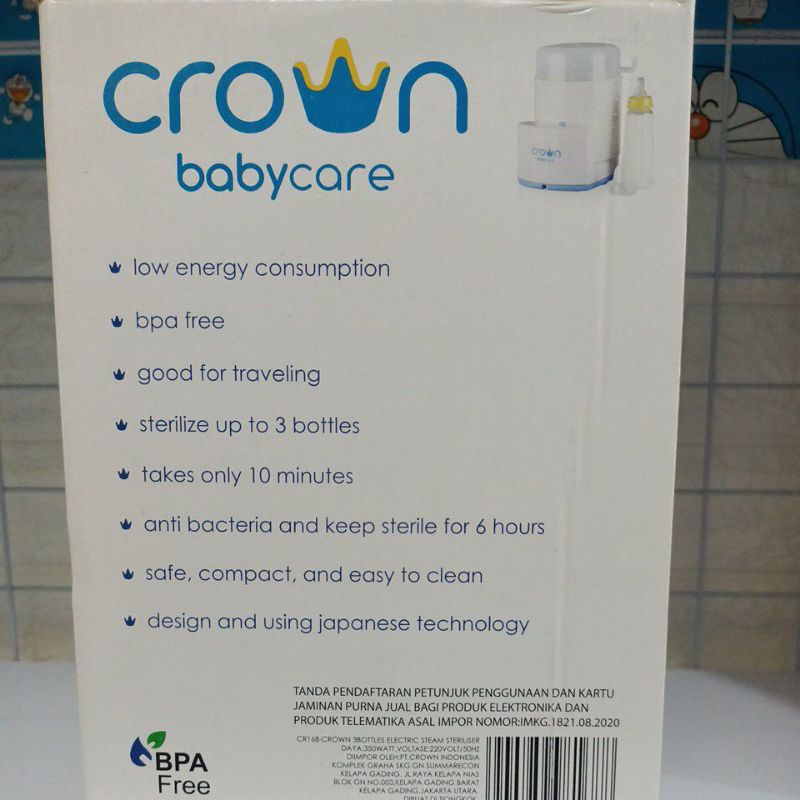 crown
babycare
crown
babycare
low energy consumption
bpa free
good for traveling
sterilize up to 3 bottles
takes only 10 minutes
anti bacteria and keep sterile for 6 hours
safe, compact, and easy to clean
design and using japanese technology
TANDA PENDAFTARAN PETUNJUK PENGGUNAAN DAN KARTU
JAMINAN PURNA JUAL BAGI PRODUK ELEKTRONIKA DAN
PRODUK TELEMATIKA ASAL IMPOR NOMOR:IMKG.1821.08.2020
BPA
Free
CR168-CROWN 3BOTTLES ELECTRIC STEAM STERILISER
DAYA:350WATT,VOLTASE:220VOLT/50HZ
DIIMPOR OLEH:PT.CROWN INDONESIA
KOMPLEK GRAHA SKG GN SUMMARECON
KELAPA GADING. JL RAYA KELAPA NIAS
BLOK GN NO.003,KELAPA GADING BARAT
KELAPA GADING.JAKARTA UTARA.
DIBUAT DI TIONGKOK.